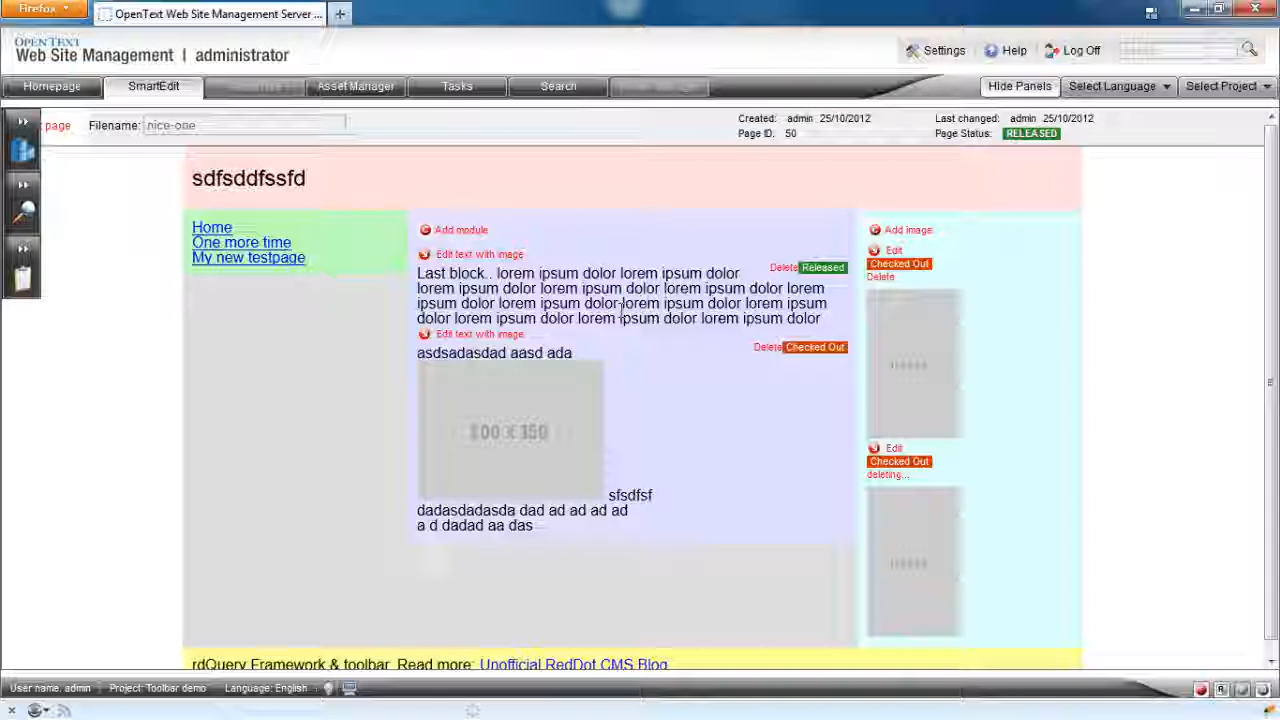 Firefox
OpenText Web Site Management Server ...
OPENTEXT
Web Site Management | administrator
Settings
Help
Log Off
Homepage
SmartEdit
Asset Manager
Tasks
Search
Hide Panels
Select Language
Select Project
page
Filename: nice-one
Created: admin 25/10/2012
Page ID: 50
Last changed: admin 25/10/2012
Page Status: RELEASED
sdfsddfssfd
Home
One more time
My new testpage
Add module
Edit text with image
Delete Released
Last block.. lorem ipsum dolor lorem ipsum dolor
lorem ipsum dolor lorem ipsum dolor lorem ipsum dolor lorem
ipsum dolor lorem ipsum dolor lorem ipsum dolor lorem ipsum
dolor lorem ipsum dolor lorem ipsum dolor lorem ipsum dolor
Edit text with image
Delete Checked Out
asdsadasdad aasd ada
sfsdfsf
dadasdadasda dad ad ad ad ad
a d dadad aa das
Add image
Edit
Checked Out
Delete
Edit
Checked Out
deleting...
rdQuery Framework & toolbar. Read more: Unofficial RedDot CMS Blog
User name: admin
Project: Toolbar demo
Language: English